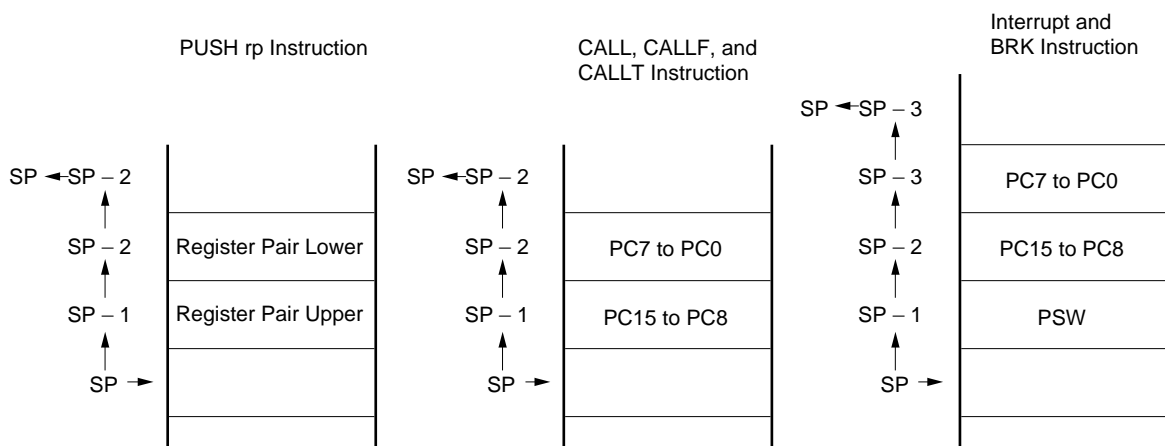 PUSH rp Instruction
SP
SP – 2
SP – 2
Register Pair Lower
SP – 1
Register Pair Upper
SP
CALL, CALLF, and
CALLT Instruction
SP
SP – 2
SP – 2
PC7 to PC0
SP – 1
PC15 to PC8
SP
Interrupt and
BRK Instruction
SP
SP – 3
SP – 3
PC7 to PC0
SP – 2
PC15 to PC8
SP – 1
PSW
SP